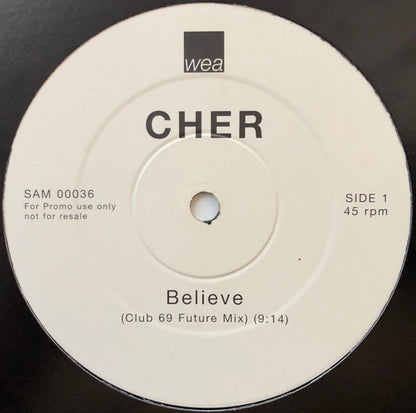 wea
CHER
SAM 00036
For Promo use only
not for resale
SIDE 1
45 rpm
Believe
(Club 69 Future Mix) (9:14)